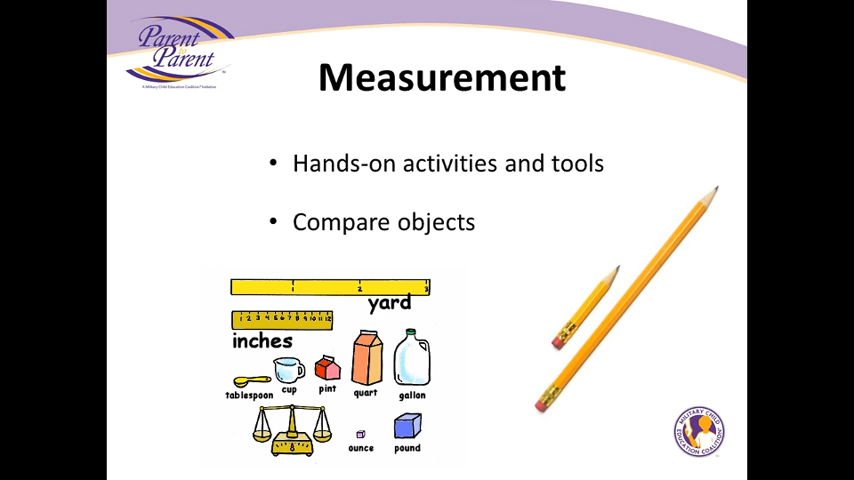 Parent
to
Parent
A Military Child Education Coalition® Initiative
Measurement
• Hands-on activities and tools
• Compare objects
1 2 3
yard
1 2 3 4 5 6 7 8 9 10 11 12
inches
tablespoon cup pint quart gallon
ounce pound
MILITARY CHILD
EDUCATION COALITION